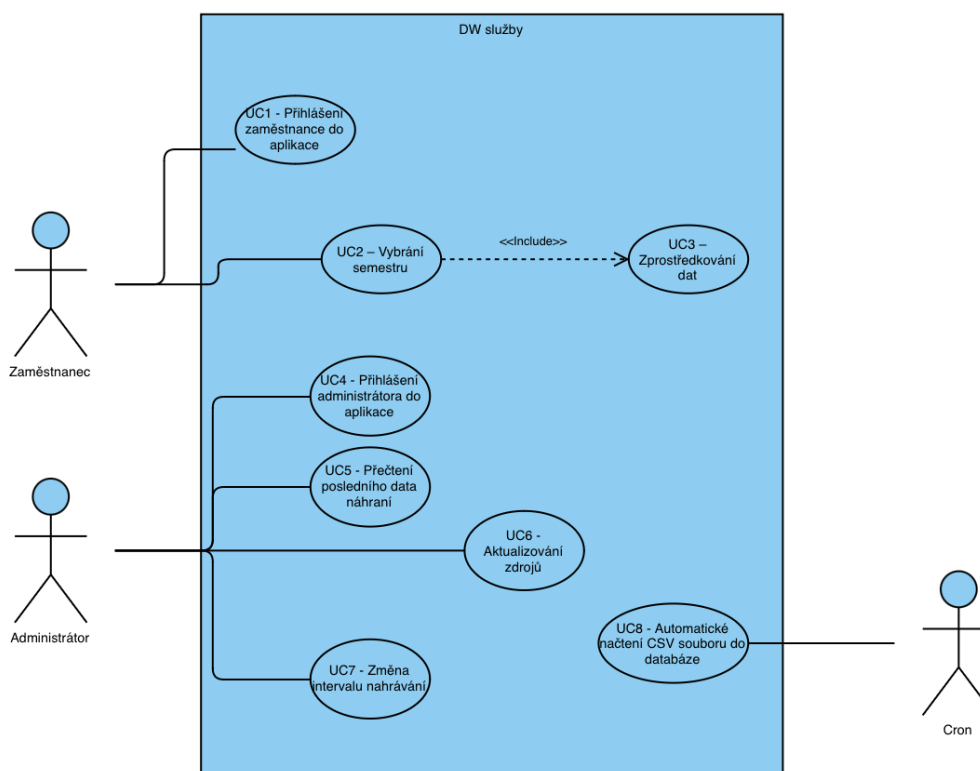 DW služby
UC1 - Přihlášení
zaměstnance do
aplikace
UC2 – Vybrání
semestru
<<Include>>
UC3 –
Zprostředkování
dat
Zaměstnanec
UC4 - Přihlášení
administrátora do
aplikace
UC5 - Přečtení
posledního data
náhraní
UC6 -
Aktualizování
zdrojů
Administrátor
UC8 - Automatické
načtení CSV souboru do
databáze
UC7 - Změna
intervalu nahrávání
Cron